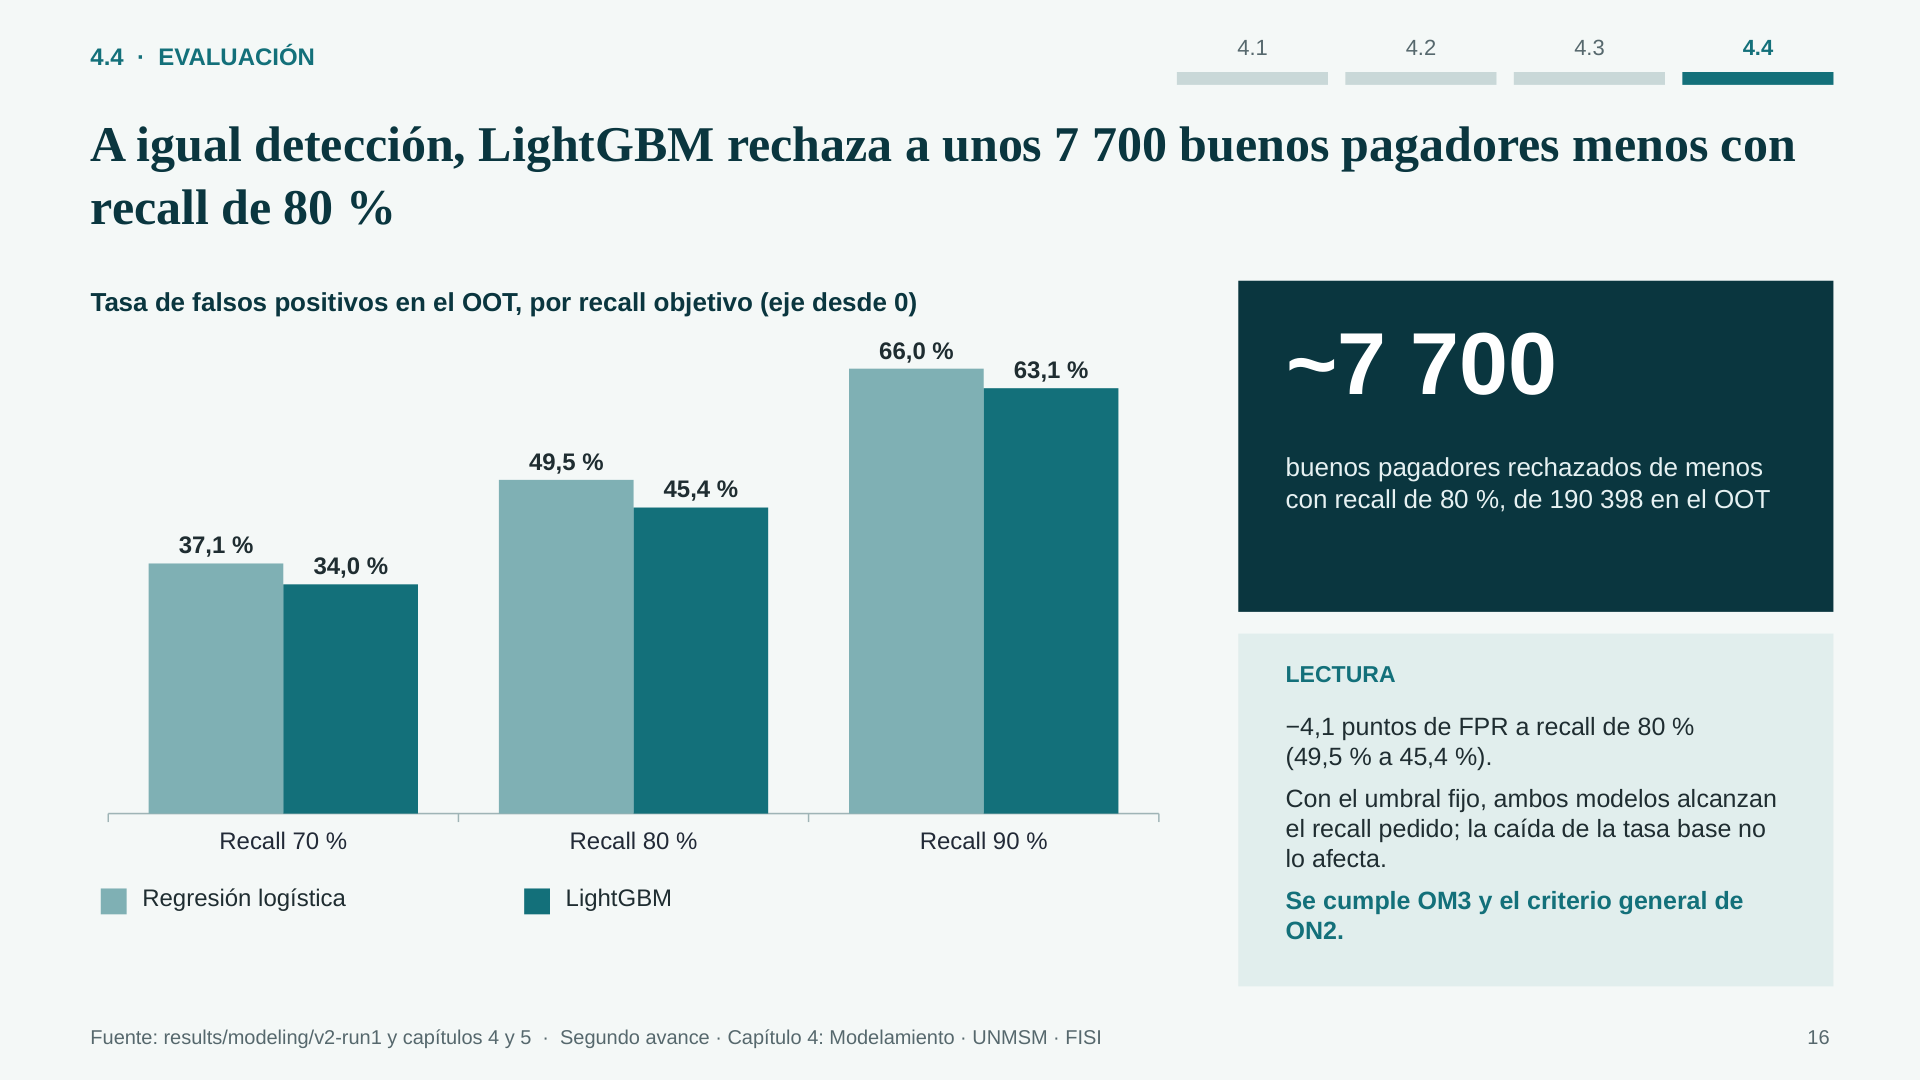 4.4 · EVALUACIÓN
4.1
4.2
4.3
4.4
A igual detección, LightGBM rechaza a unos 7 700 buenos pagadores menos con
recall de 80 %
Tasa de falsos positivos en el OOT, por recall objetivo (eje desde 0)
37,1 %
34,0 %
49,5 %
45,4 %
66,0 %
63,1 %
Recall 70 %
Recall 80 %
Recall 90 %
Regresión logística
LightGBM
~7 700
buenos pagadores rechazados de menos
con recall de 80 %, de 190 398 en el OOT
LECTURA
−4,1 puntos de FPR a recall de 80 %
(49,5 % a 45,4 %).
Con el umbral fijo, ambos modelos alcanzan
el recall pedido; la caída de la tasa base no
lo afecta.
Se cumple OM3 y el criterio general de
ON2.
Fuente: results/modeling/v2-run1 y capítulos 4 y 5 · Segundo avance · Capítulo 4: Modelamiento · UNMSM · FISI
16